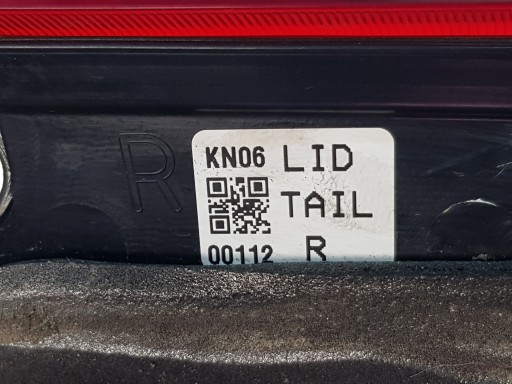 R
KN06 LID
TAIL
00112 R